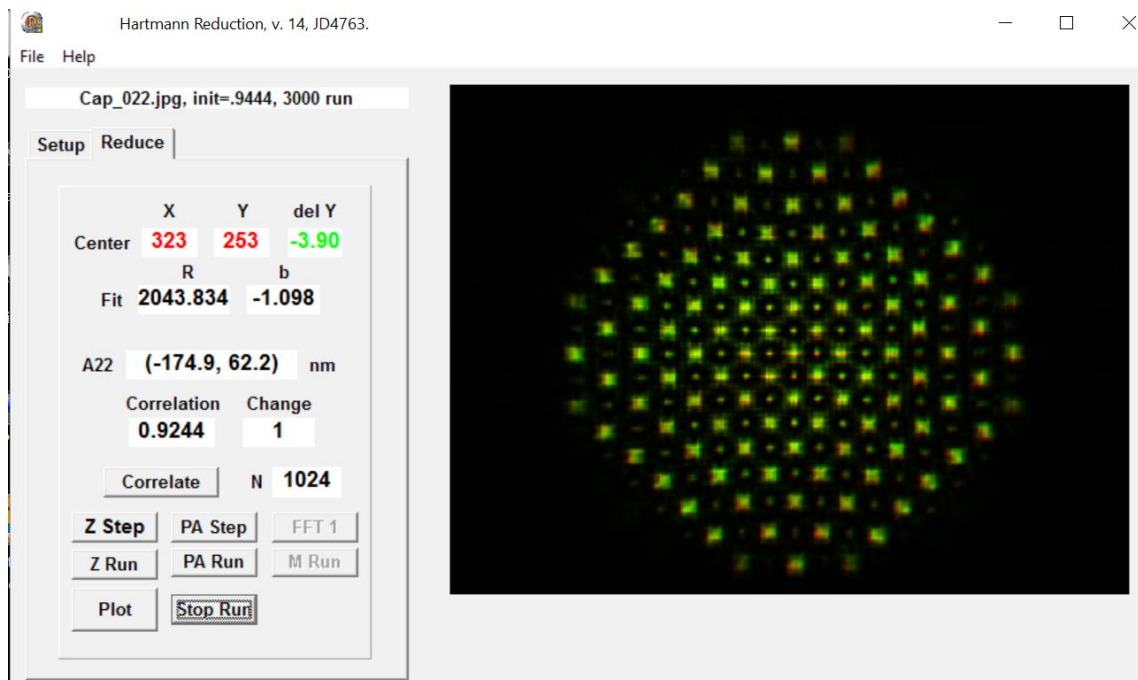 Hartmann Reduction, v. 14, JD4763.
File Help
Cap_022.jpg, init=.9444, 3000 run
Setup Reduce
X Y del Y
Center 323 253 -3.90
R b
Fit 2043.834 -1.098
A22 (-174.9, 62.2) nm
Correlation Change
0.9244 1
Correlate N 1024
Z Step PA Step FFT 1
Z Run PA Run M Run
Plot Stop Run